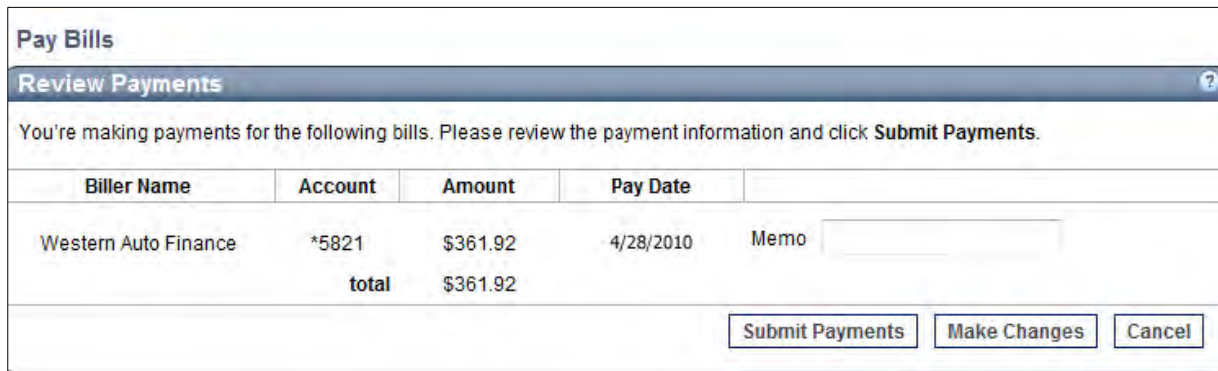 Pay Bills
Review Payments ?
You're making payments for the following bills. Please review the payment information and click Submit Payments.
Biller Name Account Amount Pay Date
Western Auto Finance *5821 $361.92 4/28/2010 Memo
total $361.92
Submit Payments Make Changes Cancel